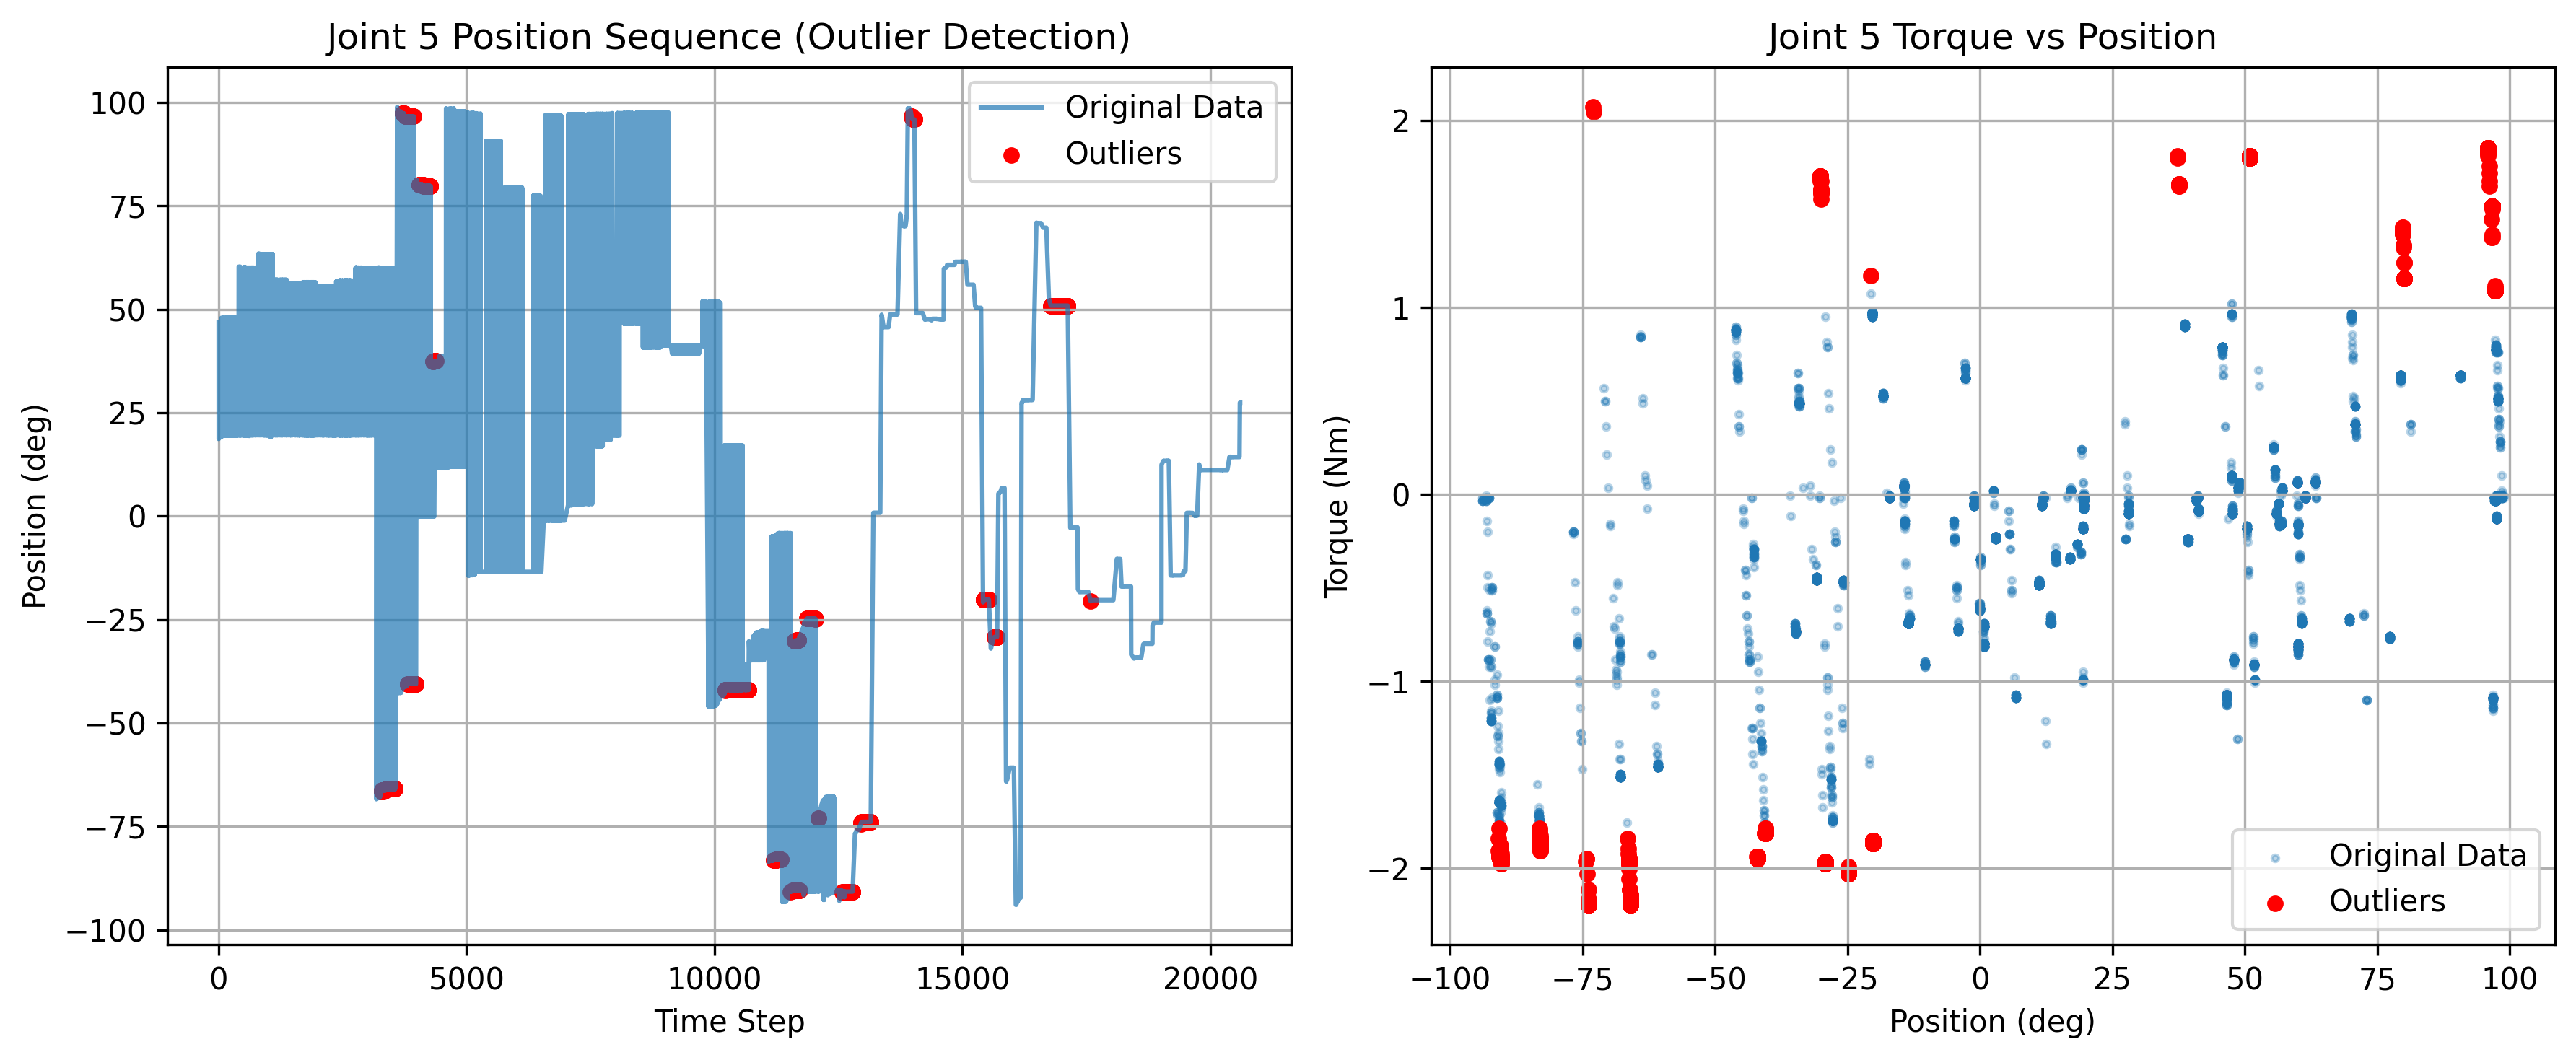 Joint 5 Position Sequence (Outlier Detection)
Original Data
Outliers
100
75
50
25
0
−25
−50
−75
−100
Position (deg)
0
5000
10000
15000
20000
Time Step
Joint 5 Torque vs Position
2
1
0
−1
−2
Torque (Nm)
Original Data
Outliers
−100
−75
−50
−25
0
25
50
75
100
Position (deg)